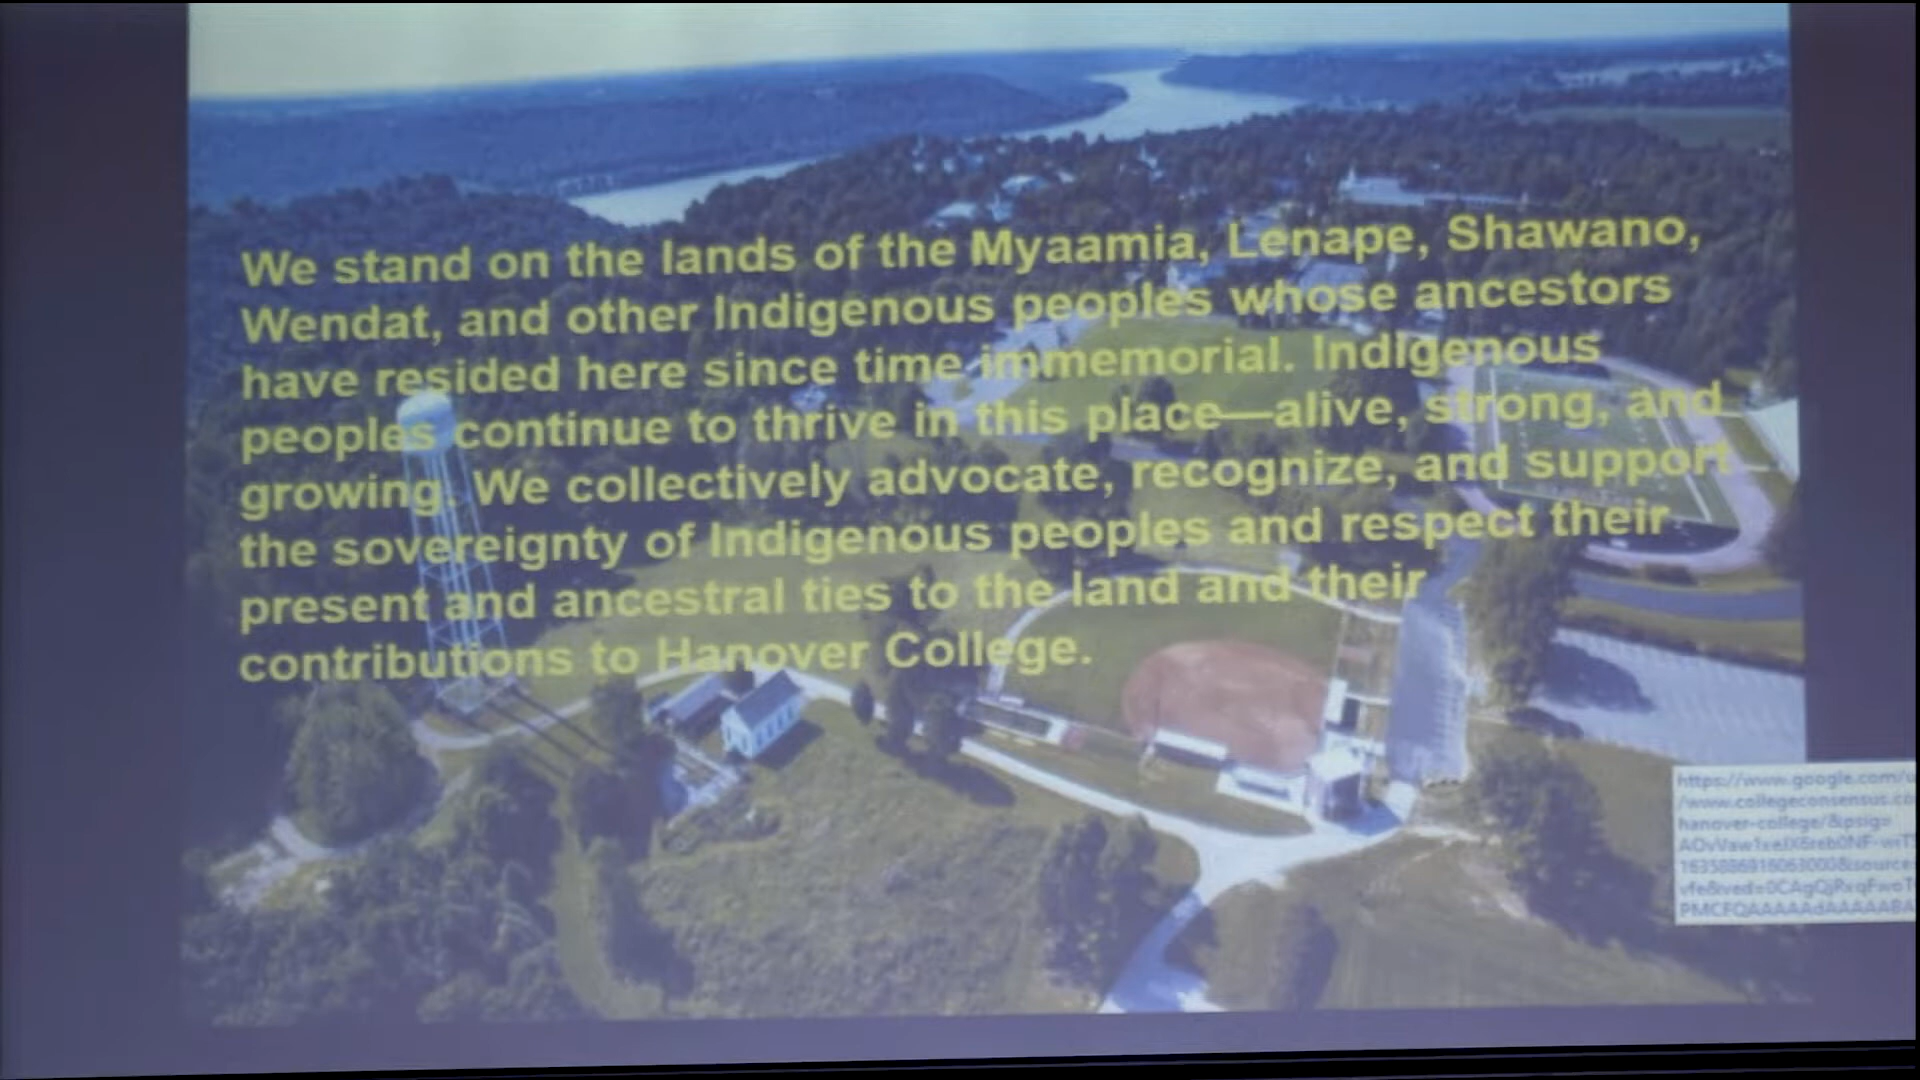 We stand on the lands of the Myaamia, Lenape, Shawano,
Wendat, and other Indigenous peoples whose ancestors
have resided here since time immemorial. Indigenous
peoples continue to thrive in this place—alive, strong, and
growing. We collectively advocate, recognize, and support
the sovereignty of Indigenous peoples and respect their
present and ancestral ties to the land and their
contributions to Hanover College.
https://www.google.com/u
/www.collegeconsensus.co
hanover-college/&psig=